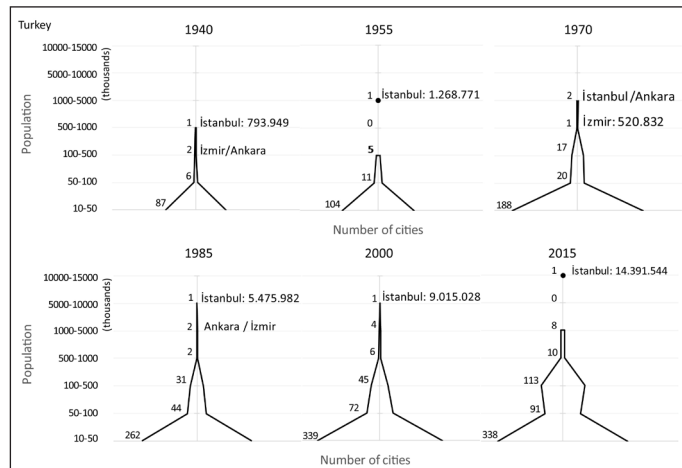 Turkey
1940 1955 1970
Population
(thousands)
10000-15000
5000-10000
1000-5000 1 İstanbul: 1.268.771 2 İstanbul/Ankara
500-1000 1 İstanbul: 793.949 0 1 İzmir: 520.832
100-500 2 İzmir/Ankara 5 17
50-100 6 11 20
10-50 87 104 188
Number of cities
1985 2000 2015
Population
(thousands)
10000-15000 1 İstanbul: 14.391.544
5000-10000 1 İstanbul: 5.475.982 1 İstanbul: 9.015.028 0
1000-5000 2 Ankara / İzmir 4 8
500-1000 2 6 10
100-500 31 45 113
50-100 44 72 91
10-50 262 339 338
Number of cities